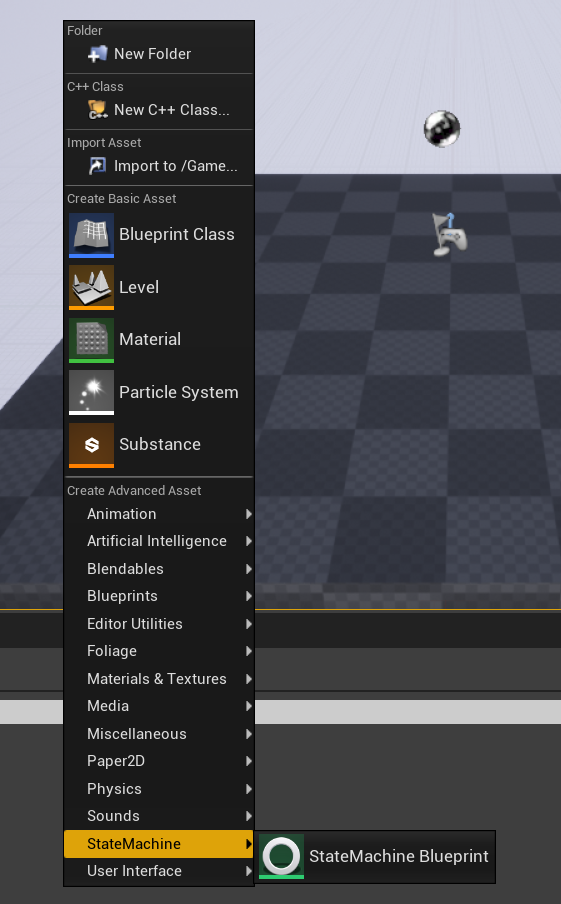 Folder
New Folder
C++ Class
New C++ Class...
Import Asset
Import to /Game...
Create Basic Asset
Blueprint Class
Level
Material
Particle System
Substance
Create Advanced Asset
Animation
Artificial Intelligence
Blendables
Blueprints
Editor Utilities
Foliage
Materials & Textures
Media
Miscellaneous
Paper2D
Physics
Sounds
StateMachine
StateMachine Blueprint
User Interface